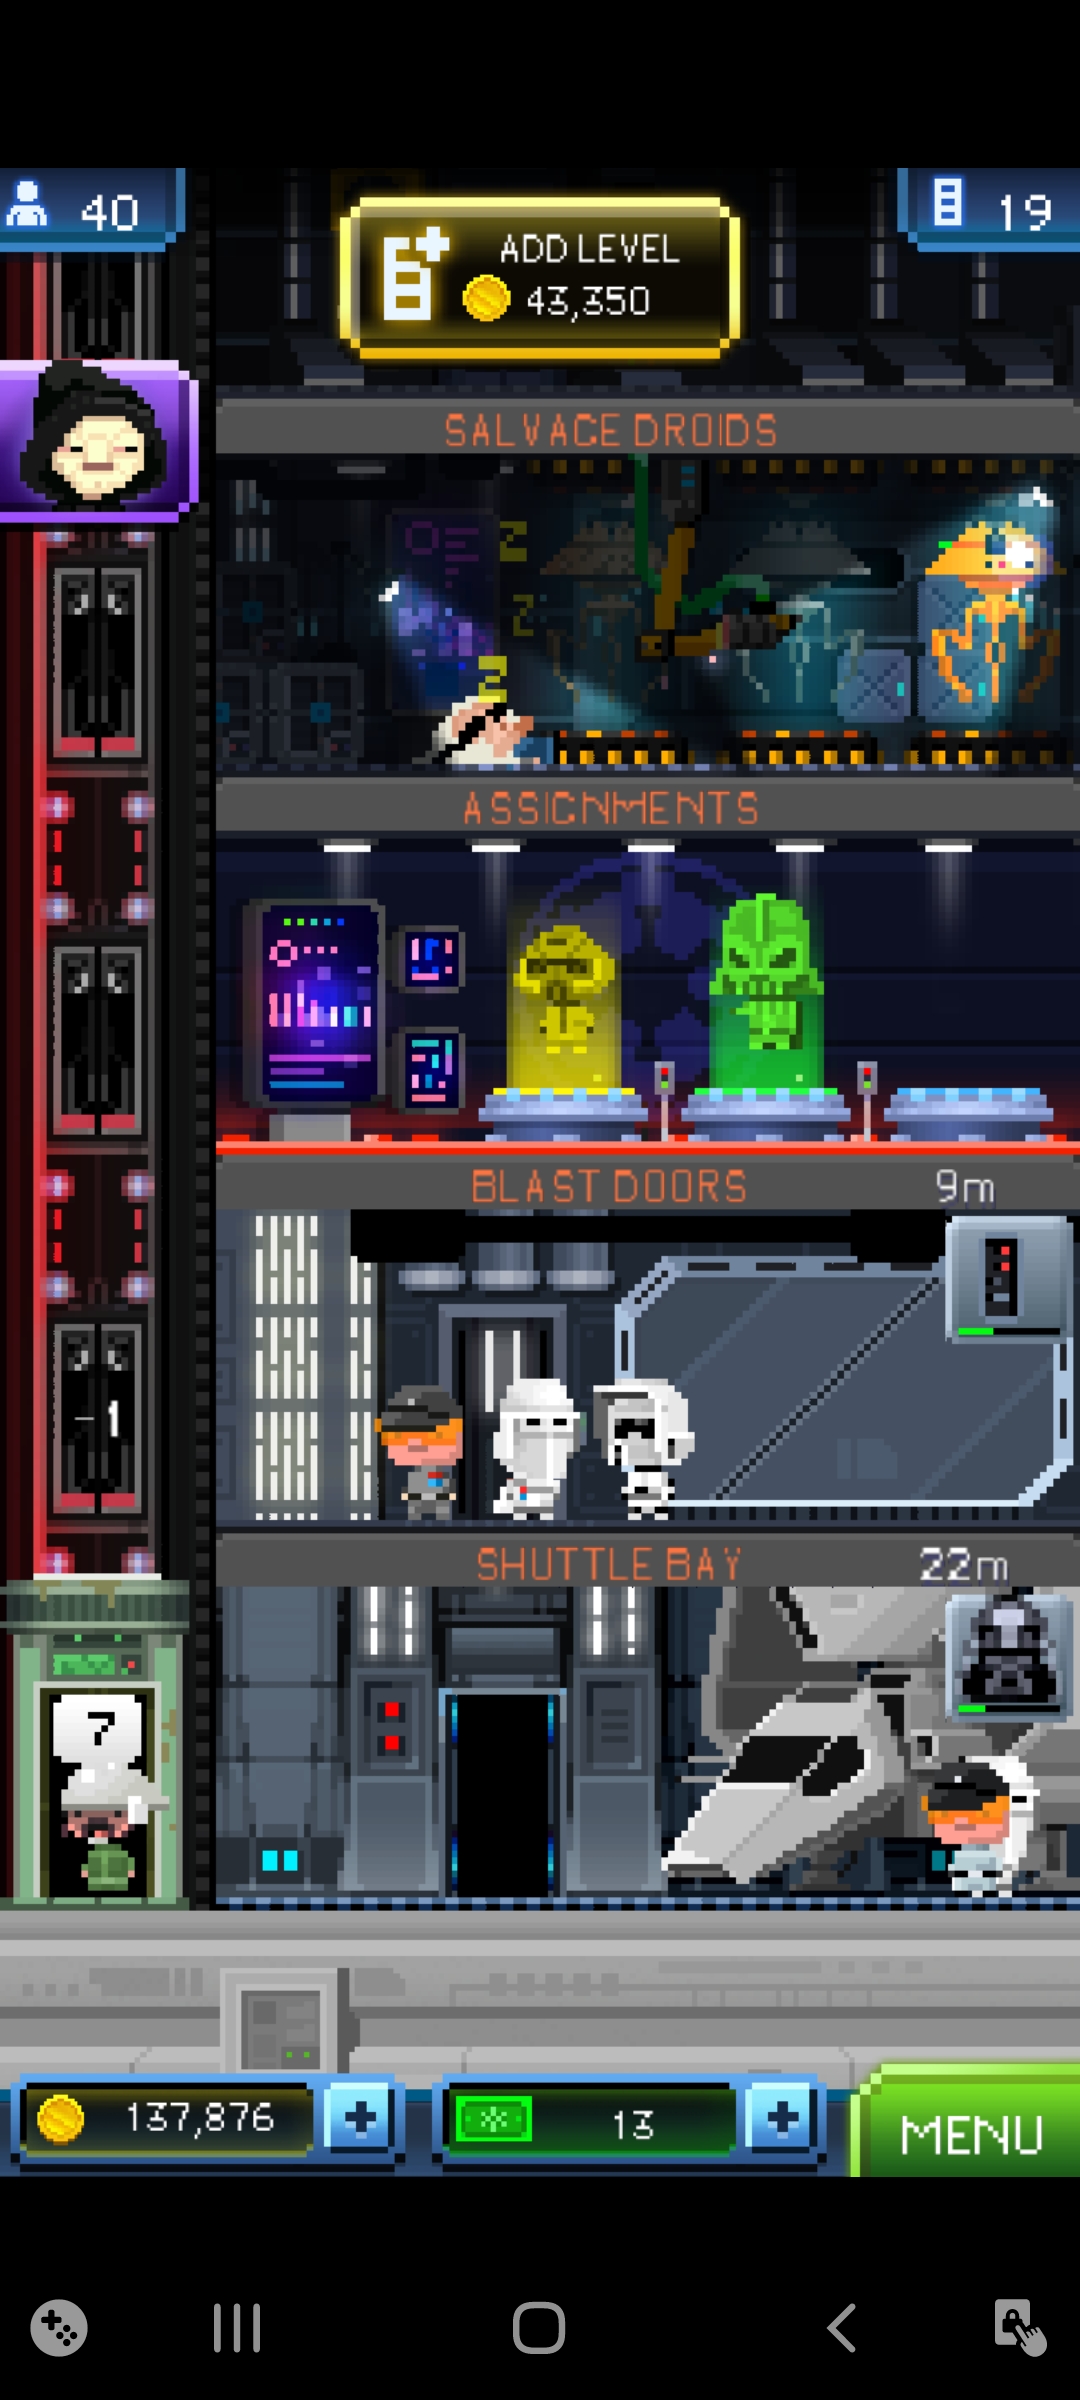 40
19
ADD LEVEL
43,350
SALVAGE DROIDS
Z
Z
Z
ASSIGNMENTS
BLAST DOORS 9m
-1
SHUTTLE BAY 22m
7
137,876
13
MENU